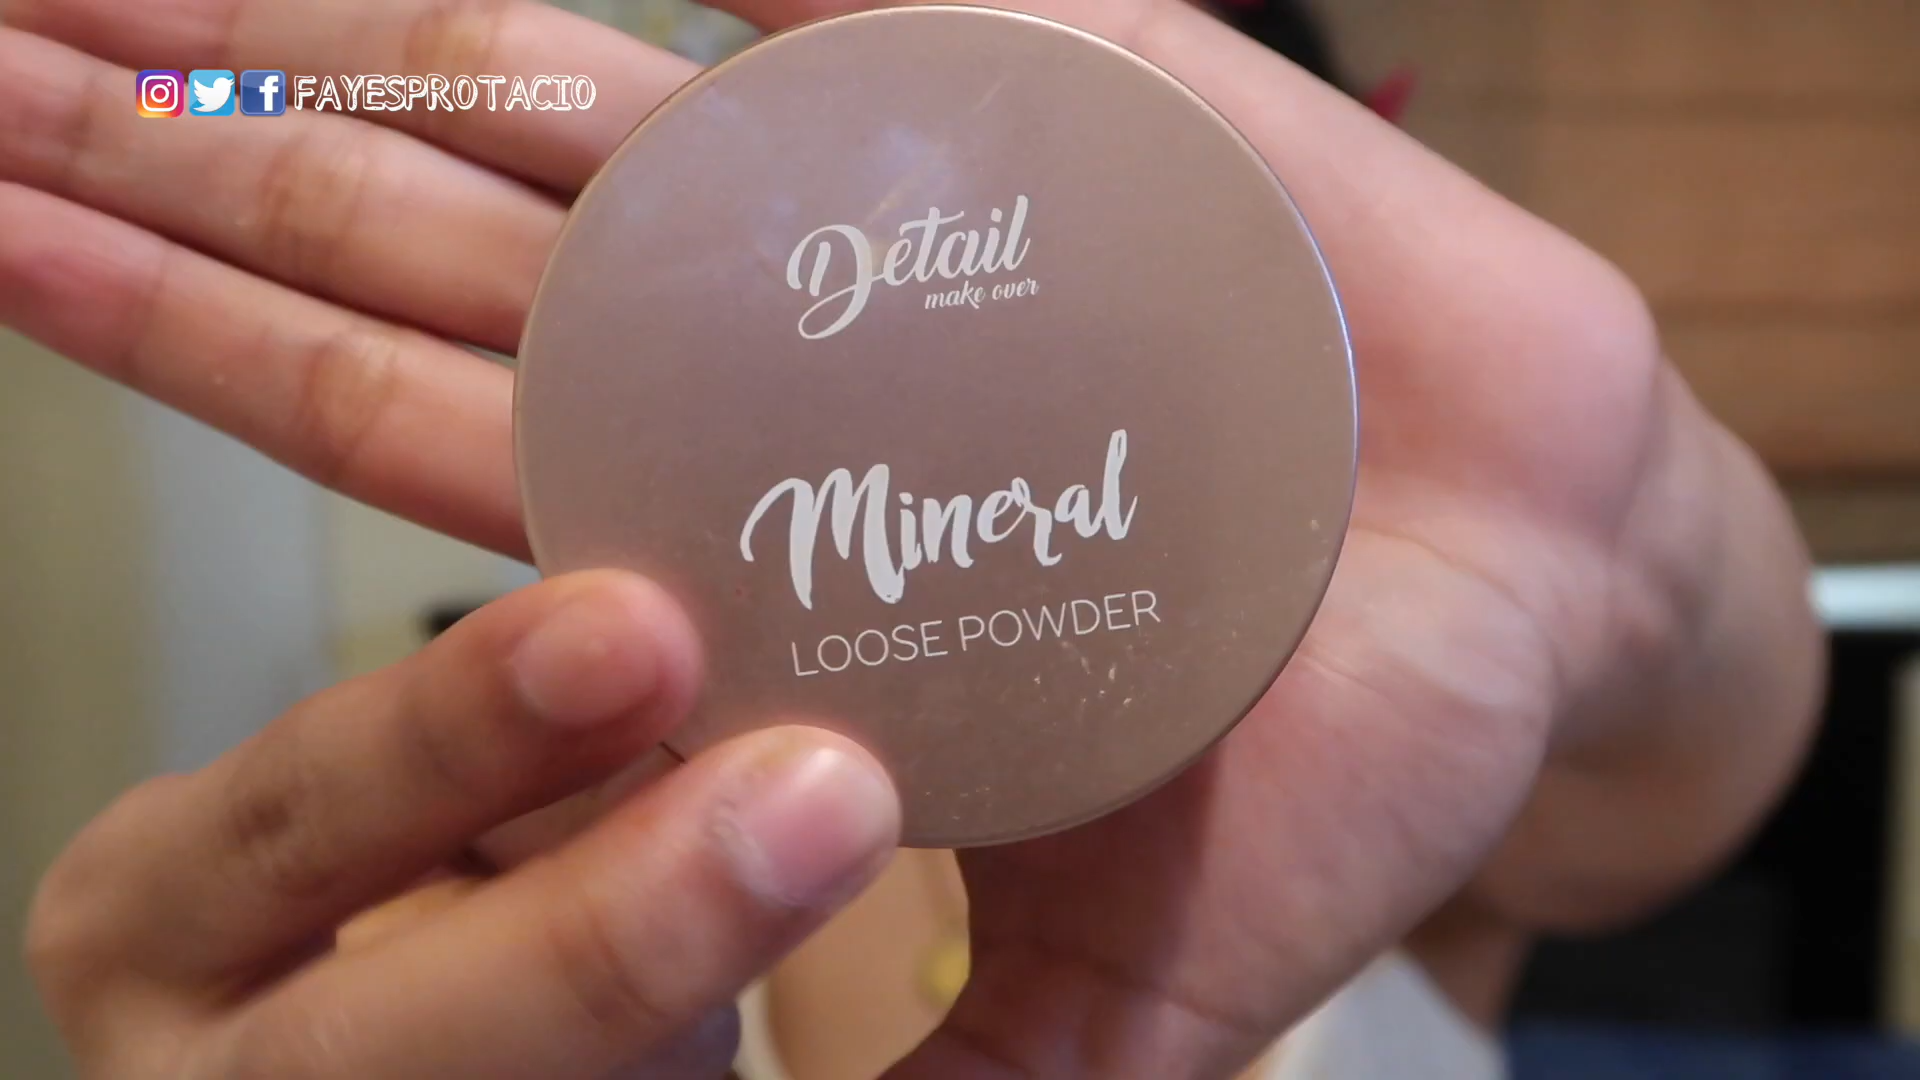 FAYESPROTACIO
Detail
make over
Mineral
LOOSE POWDER